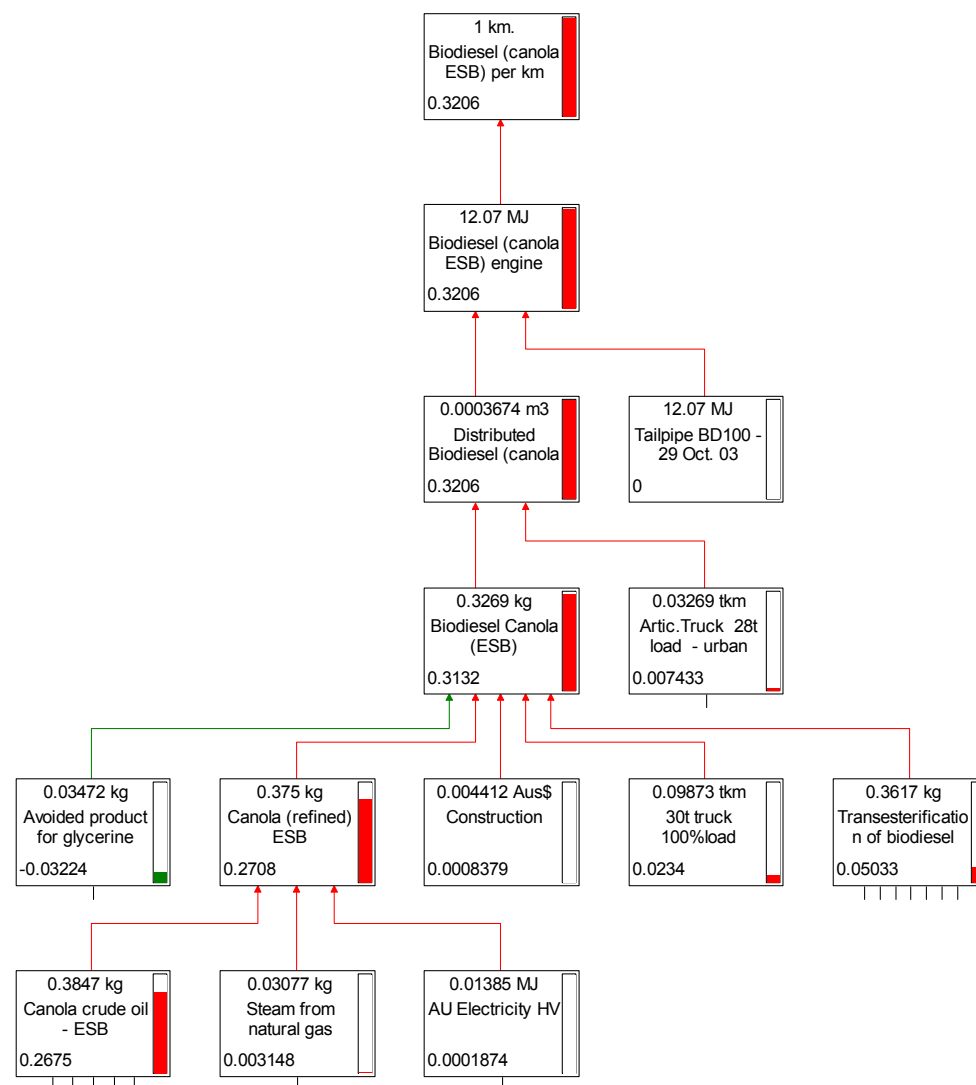 1 km.
Biodiesel (canola
ESB) per km
0.3206
12.07 MJ
Biodiesel (canola
ESB) engine
0.3206
0.0003674 m3
Distributed
Biodiesel (canola
0.3206
12.07 MJ
Tailpipe BD100 -
29 Oct. 03
0
0.3269 kg
Biodiesel Canola
(ESB)
0.3132
0.03269 tkm
Artic.Truck 28t
load - urban
0.007433
0.03472 kg
Avoided product
for glycerine
-0.03224
0.375 kg
Canola (refined)
ESB
0.2708
0.004412 Aus$
Construction
0.0008379
0.09873 tkm
30t truck
100%load
0.0234
0.3617 kg
Transesterificatio
n of biodiesel
0.05033
0.3847 kg
Canola crude oil
- ESB
0.2675
0.03077 kg
Steam from
natural gas
0.003148
0.01385 MJ
AU Electricity HV
0.0001874